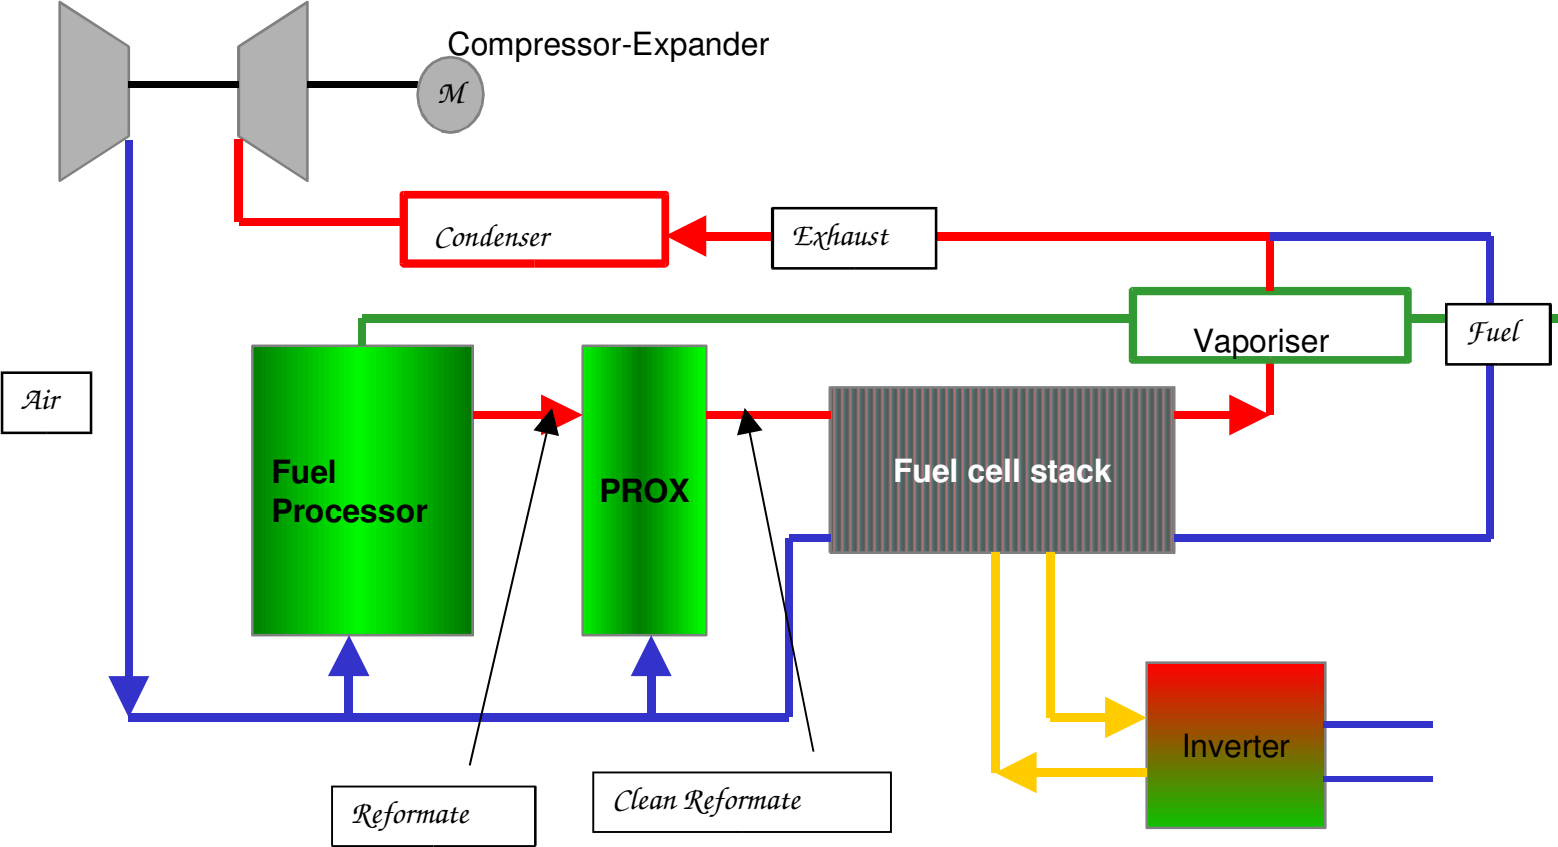 Compressor-Expander
M
Condenser
Exhaust
Vaporiser
Fuel
Air
Fuel
Processor
PROX
Fuel cell stack
Inverter
Reformate
Clean Reformate